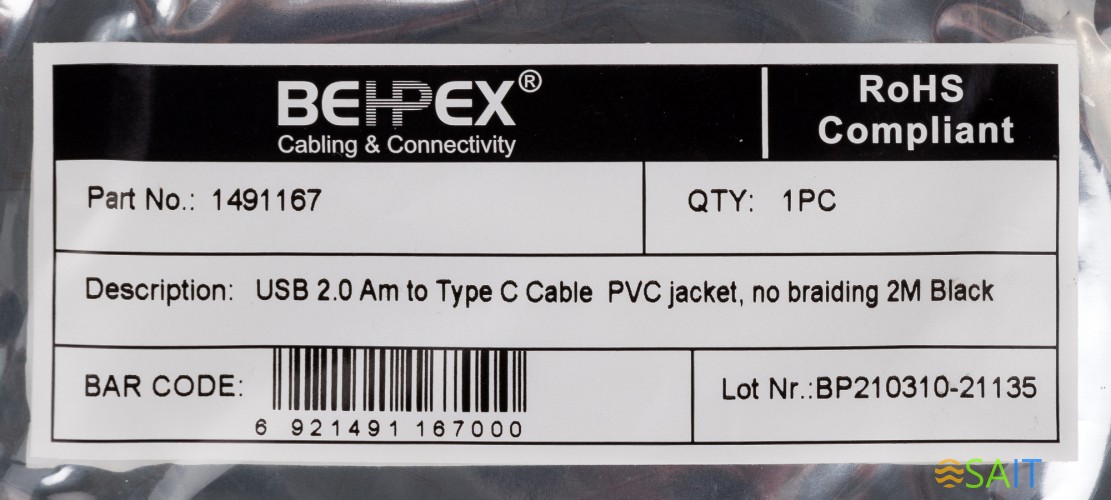 BEHPEX®
Cabling & Connectivity
RoHS
Compliant
Part No.: 1491167
QTY: 1PC
Description: USB 2.0 Am to Type C Cable PVC jacket, no braiding 2M Black
BAR CODE:
6 921491 167000
Lot Nr.:BP210310-21135
SAIT